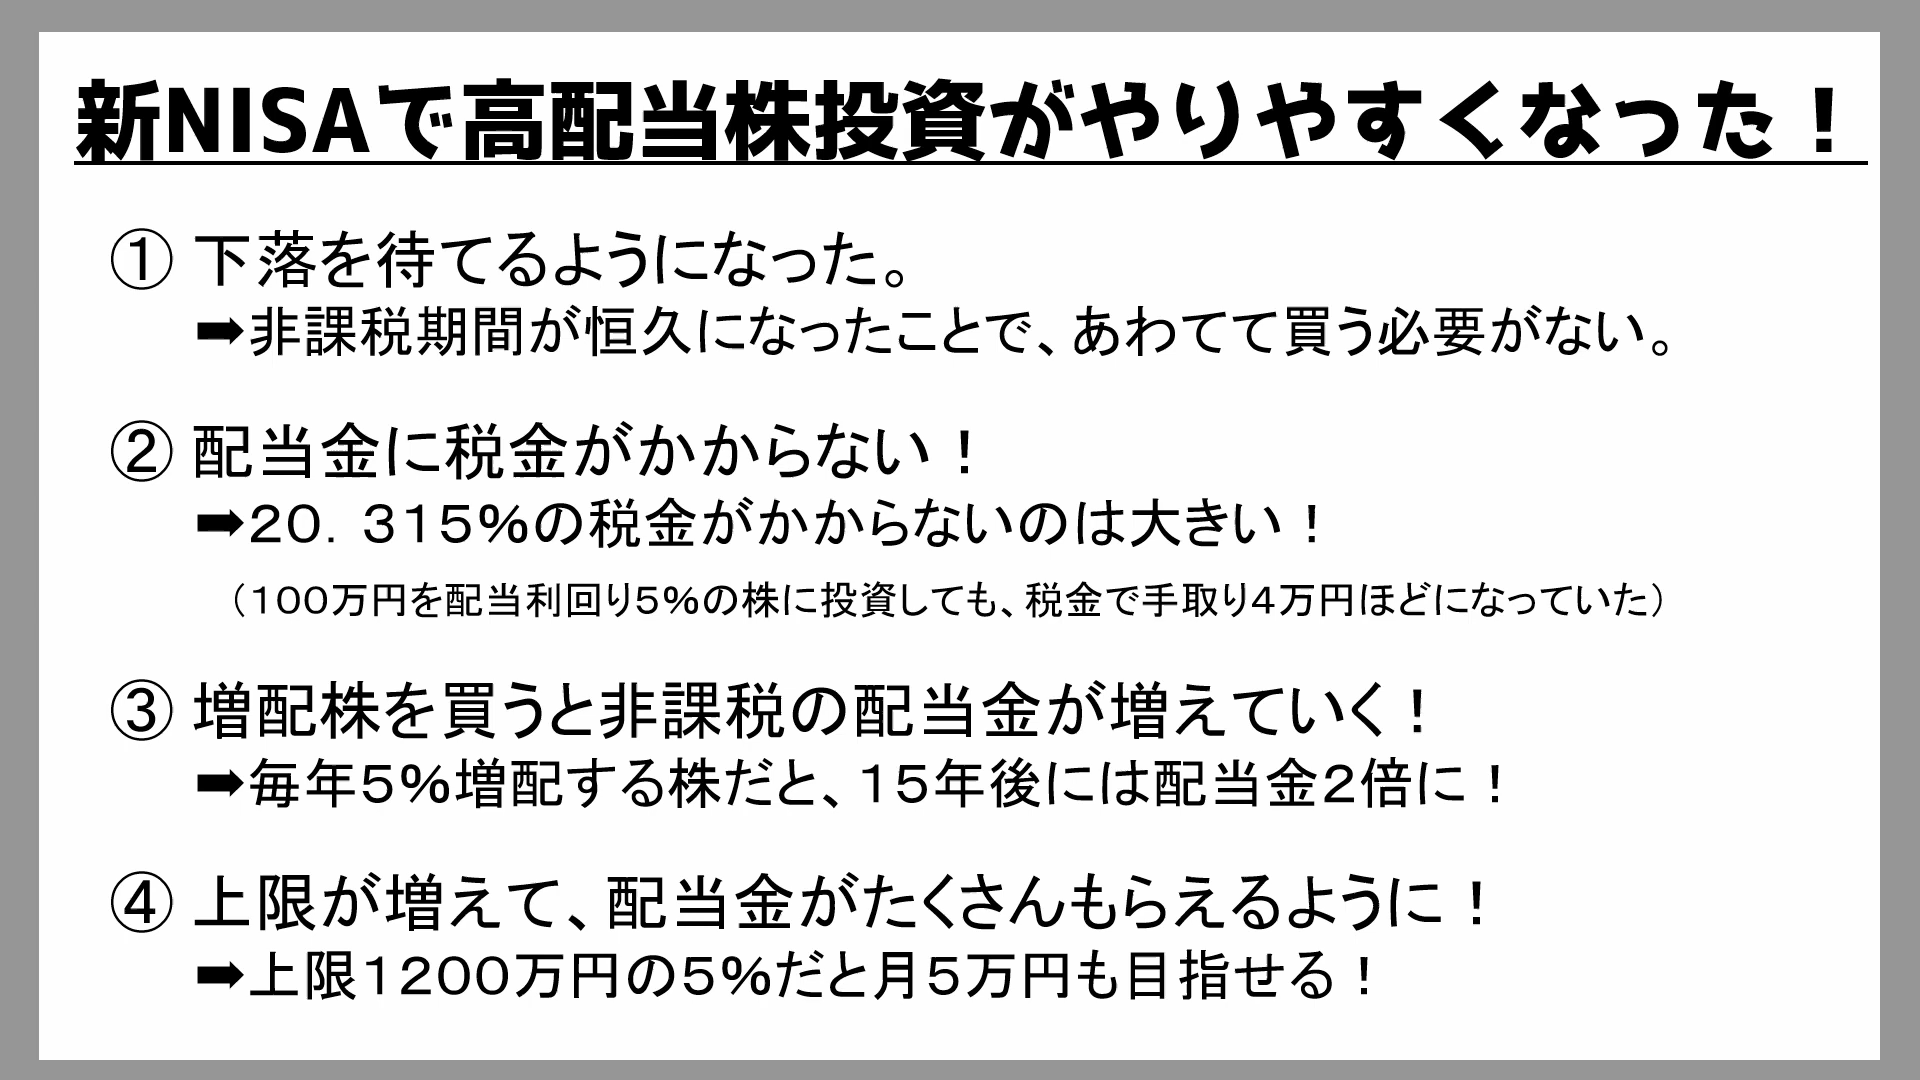 新NISAで高配当株投資がやりやすくなった！
① 下落を待てるようになった。
➡非課税期間が恒久になったことで、あわてて買う必要がない。
② 配当金に税金がかからない！
➡２０．３１５％の税金がかからないのは大きい！
（１００万円を配当利回り５％の株に投資しても、税金で手取り４万円ほどになっていた）
③ 増配株を買うと非課税の配当金が増えていく！
➡毎年５％増配する株だと、１５年後には配当金２倍に！
④ 上限が増えて、配当金がたくさんもらえるように！
➡上限１２００万円の５％だと月５万円も目指せる！